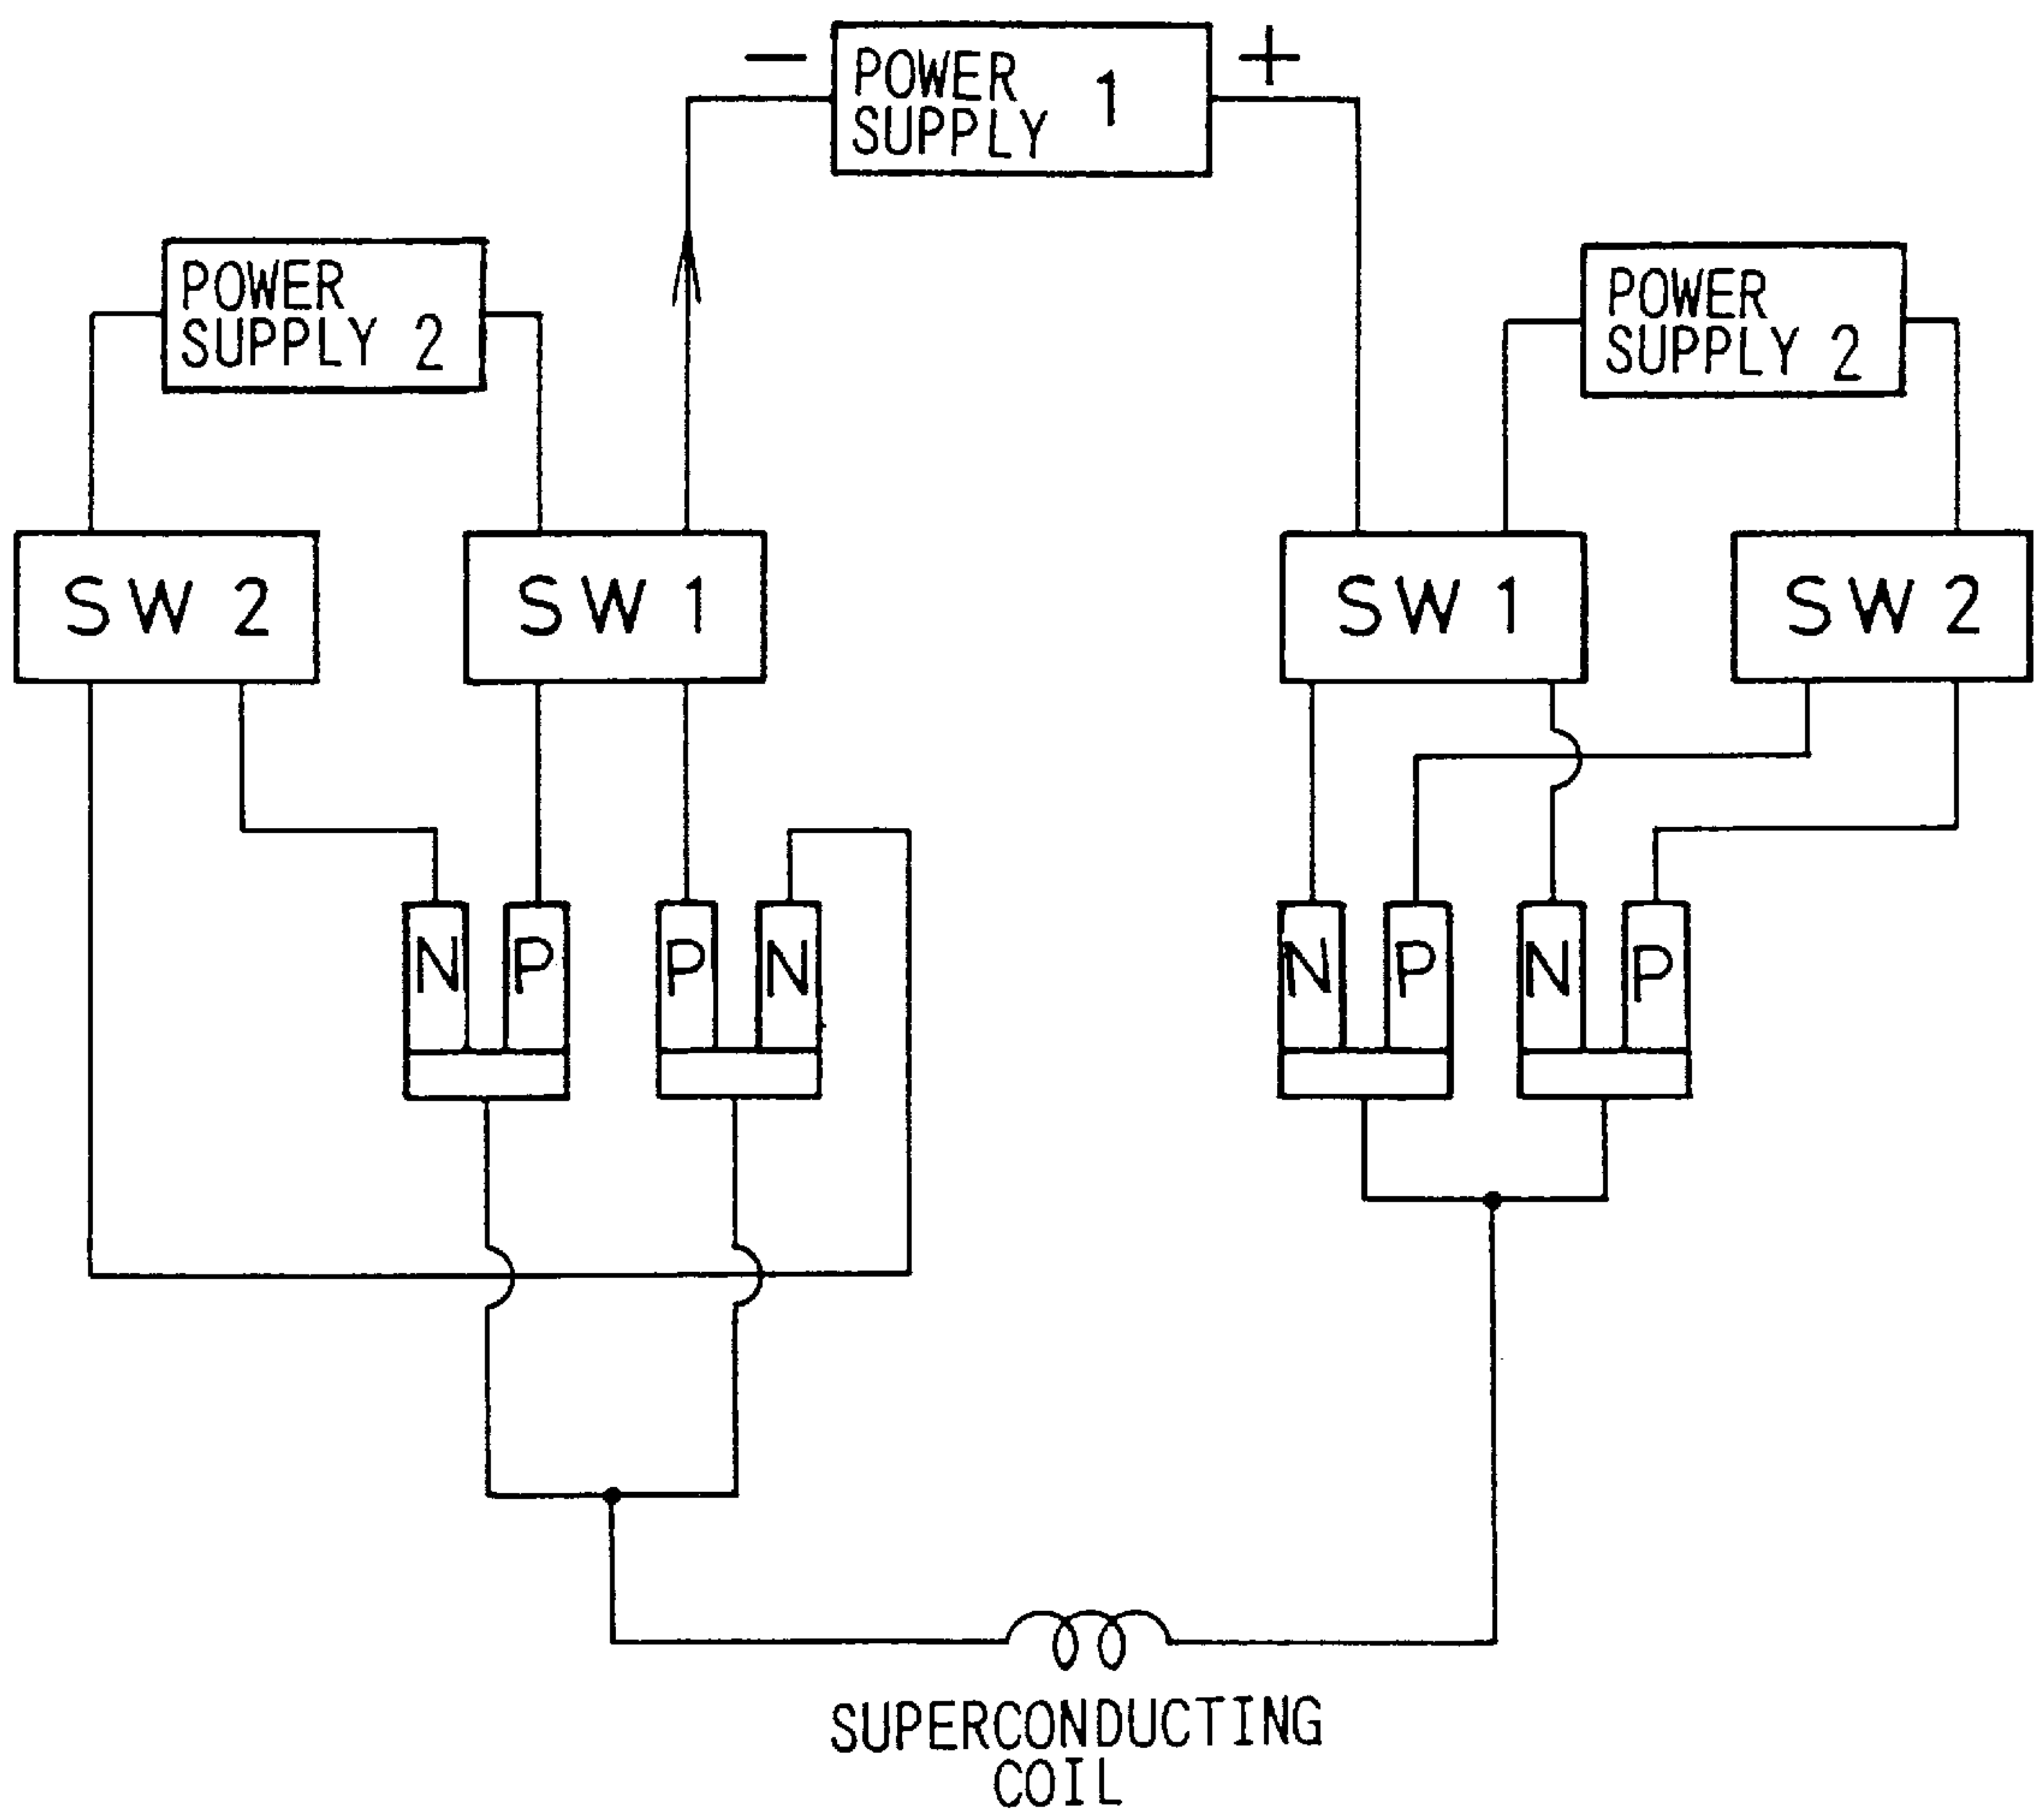 − POWER SUPPLY 1 +
POWER
SUPPLY 2
POWER
SUPPLY 2
SW 2
SW 1
SW 1
SW 2
N P P N N P N P
SUPERCONDUCTING
COIL